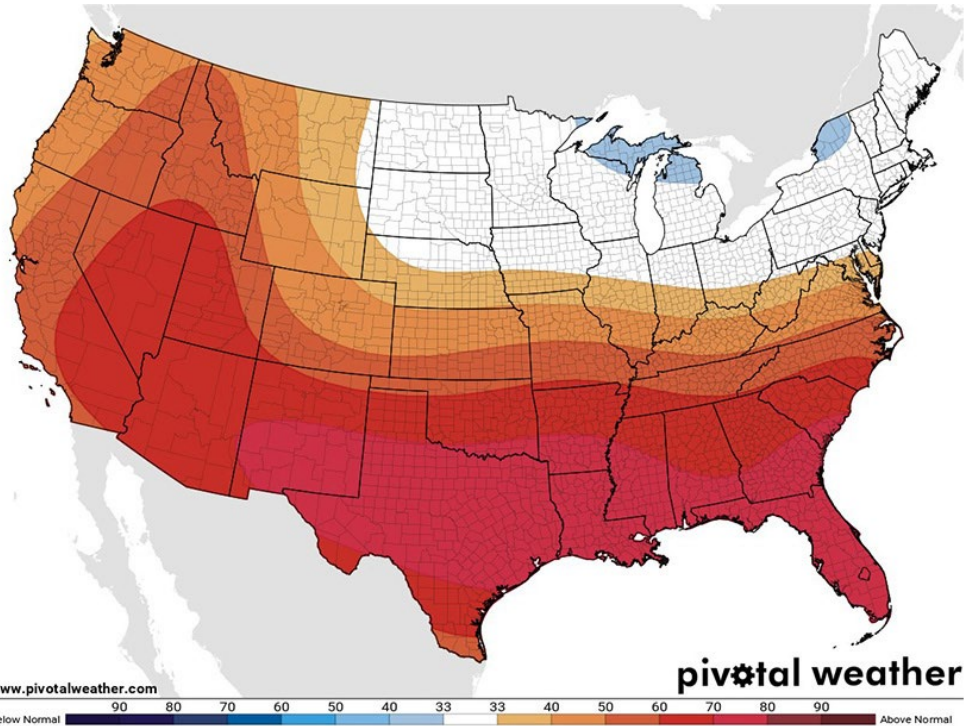 pivotal weather
ww.pivotalweather.com
90 80 70 60 50 40 33 33 40 50 60 70 80 90
elow Normal Above Normal